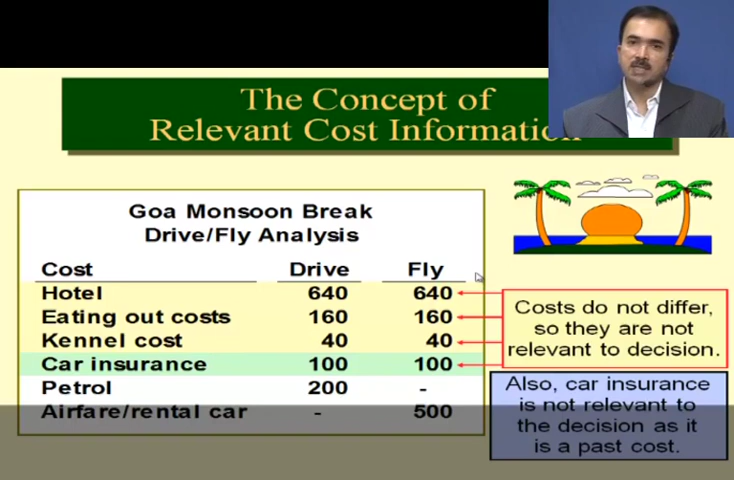 The Concept of
Relevant Cost Information
Goa Monsoon Break
Drive/Fly Analysis
Cost Drive Fly
Hotel 640 640
Eating out costs 160 160
Kennel cost 40 40
Car insurance 100 100
Petrol 200 -
Airfare/rental car - 500
Costs do not differ,
so they are not
relevant to decision.
Also, car insurance
is not relevant to
the decision as it
is a past cost.